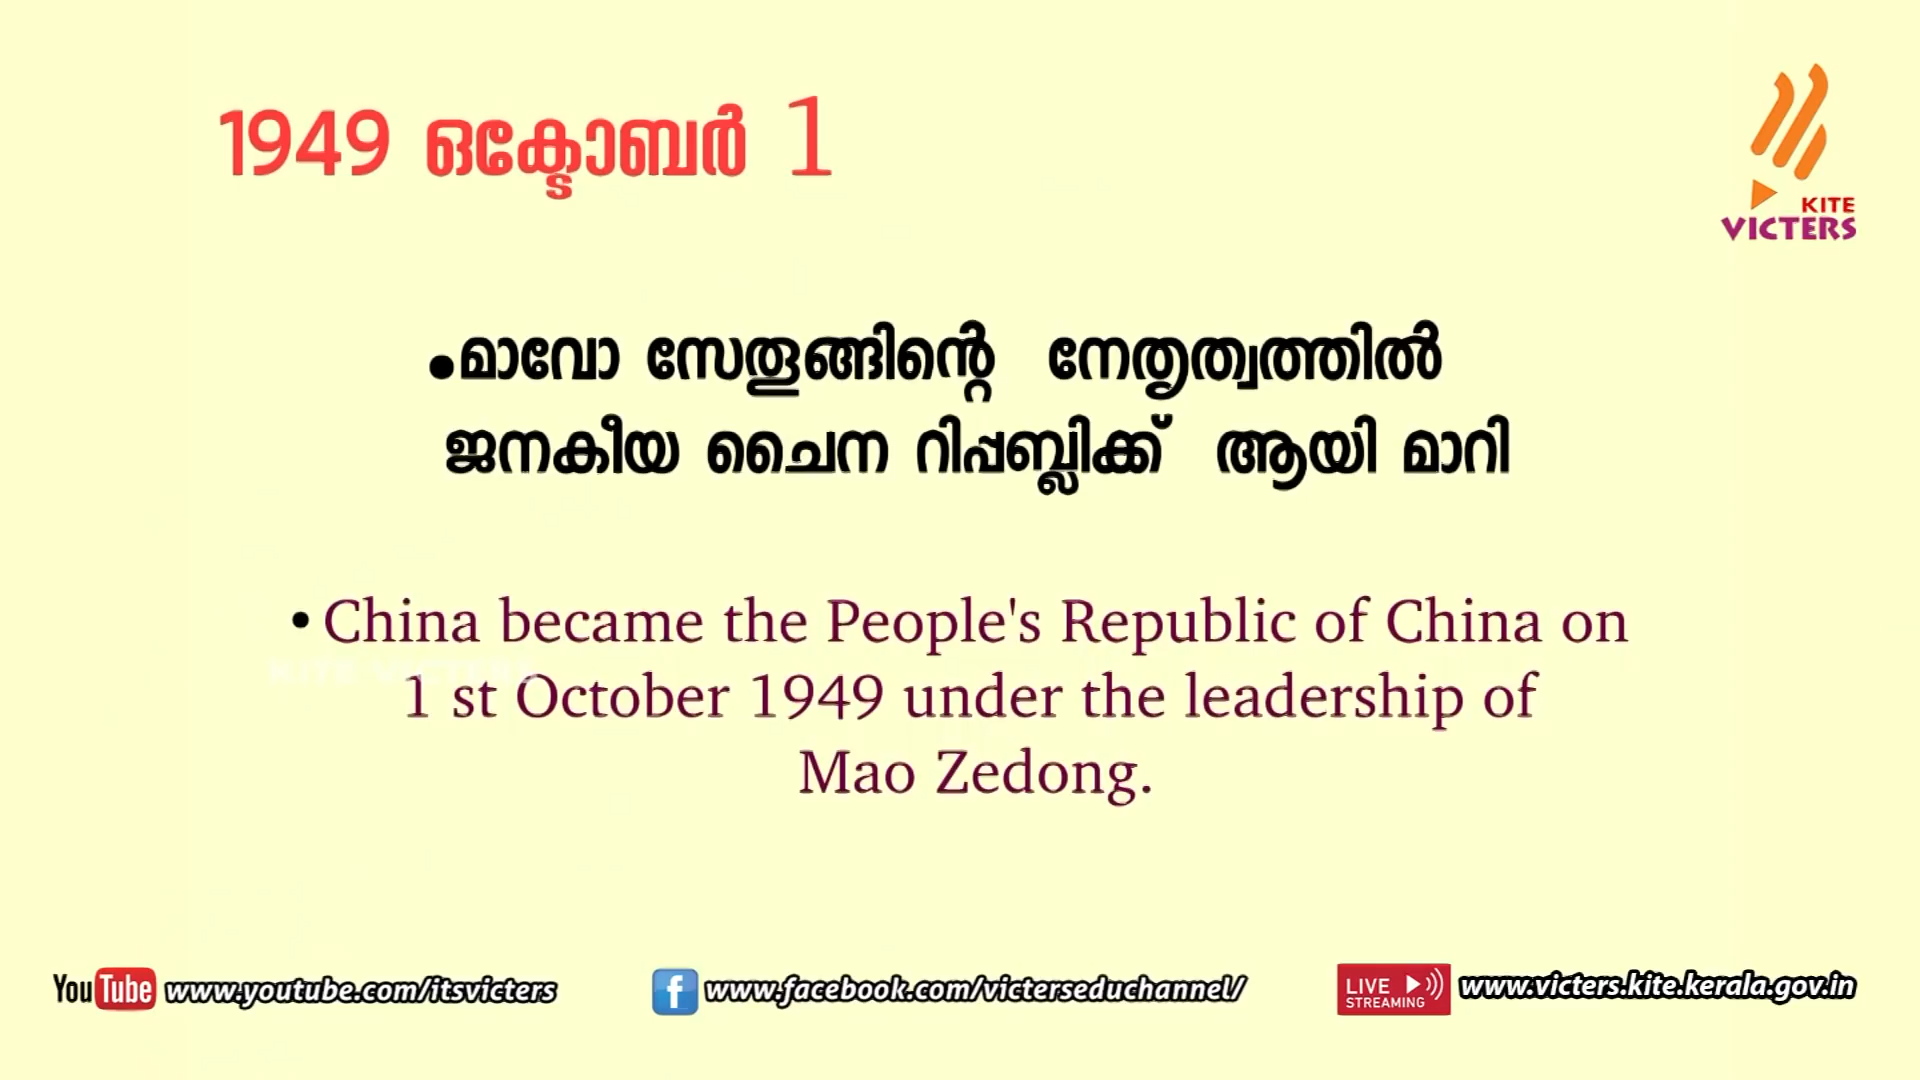 1949 ഒക്ടോബർ 1
KITE
VICTERS
•മാവോ സേതൂങ്ങിന്റെ നേതൃത്വത്തിൽ
ജനകീയ ചൈന റിപ്പബ്ലിക്ക് ആയി മാറി
• China became the People's Republic of China on
1 st October 1949 under the leadership of
Mao Zedong.
KITE VICTERS
YouTube www.youtube.com/itsvicters
f www.facebook.com/victerseduchannel/
LIVE STREAMING www.victers.kite.kerala.gov.in